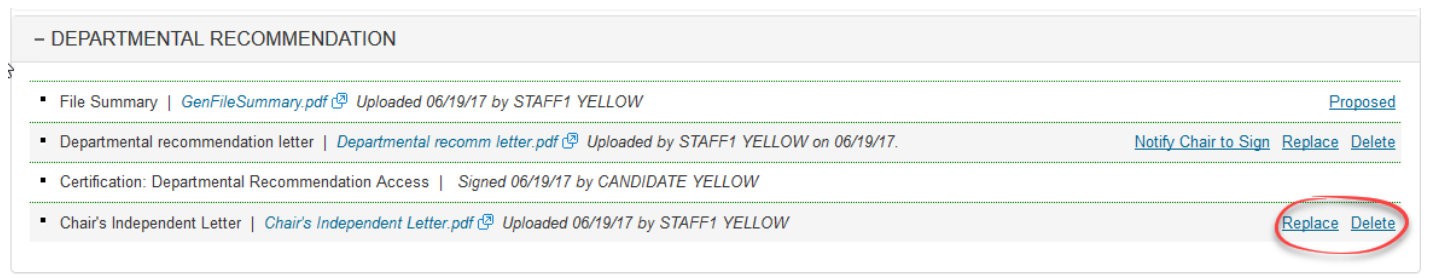 – DEPARTMENTAL RECOMMENDATION
▪ File Summary | GenFileSummary.pdf Uploaded 06/19/17 by STAFF1 YELLOW Proposed
▪ Departmental recommendation letter | Departmental recomm letter.pdf Uploaded by STAFF1 YELLOW on 06/19/17. Notify Chair to Sign Replace Delete
▪ Certification: Departmental Recommendation Access | Signed 06/19/17 by CANDIDATE YELLOW
▪ Chair's Independent Letter | Chair's Independent Letter.pdf Uploaded 06/19/17 by STAFF1 YELLOW Replace Delete